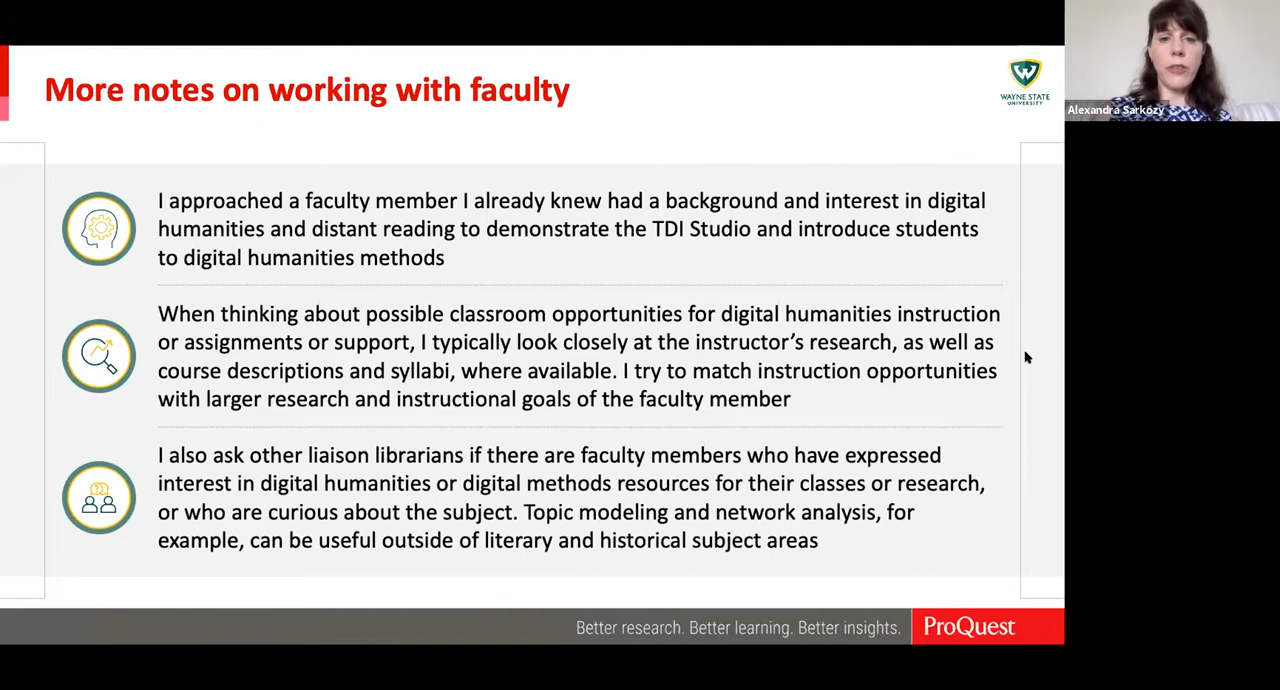 More notes on working with faculty
WAYNE STATE
UNIVERSITY
Alexandra Sarkozy
I approached a faculty member I already knew had a background and interest in digital
humanities and distant reading to demonstrate the TDI Studio and introduce students
to digital humanities methods
When thinking about possible classroom opportunities for digital humanities instruction
or assignments or support, I typically look closely at the instructor’s research, as well as
course descriptions and syllabi, where available. I try to match instruction opportunities
with larger research and instructional goals of the faculty member
I also ask other liaison librarians if there are faculty members who have expressed
interest in digital humanities or digital methods resources for their classes or research,
or who are curious about the subject. Topic modeling and network analysis, for
example, can be useful outside of literary and historical subject areas
Better research. Better learning. Better insights.
ProQuest